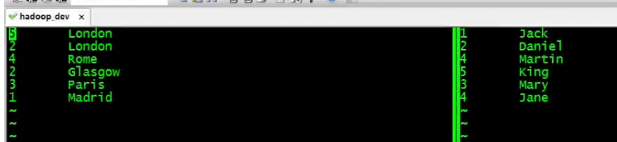 hadoop_dev x
5 London
2 London
4 Rome
2 Glasgow
3 Paris
1 Madrid
~
~
~
1 Jack
2 Daniel
4 Martin
5 King
3 Mary
4 Jane
~
~
~